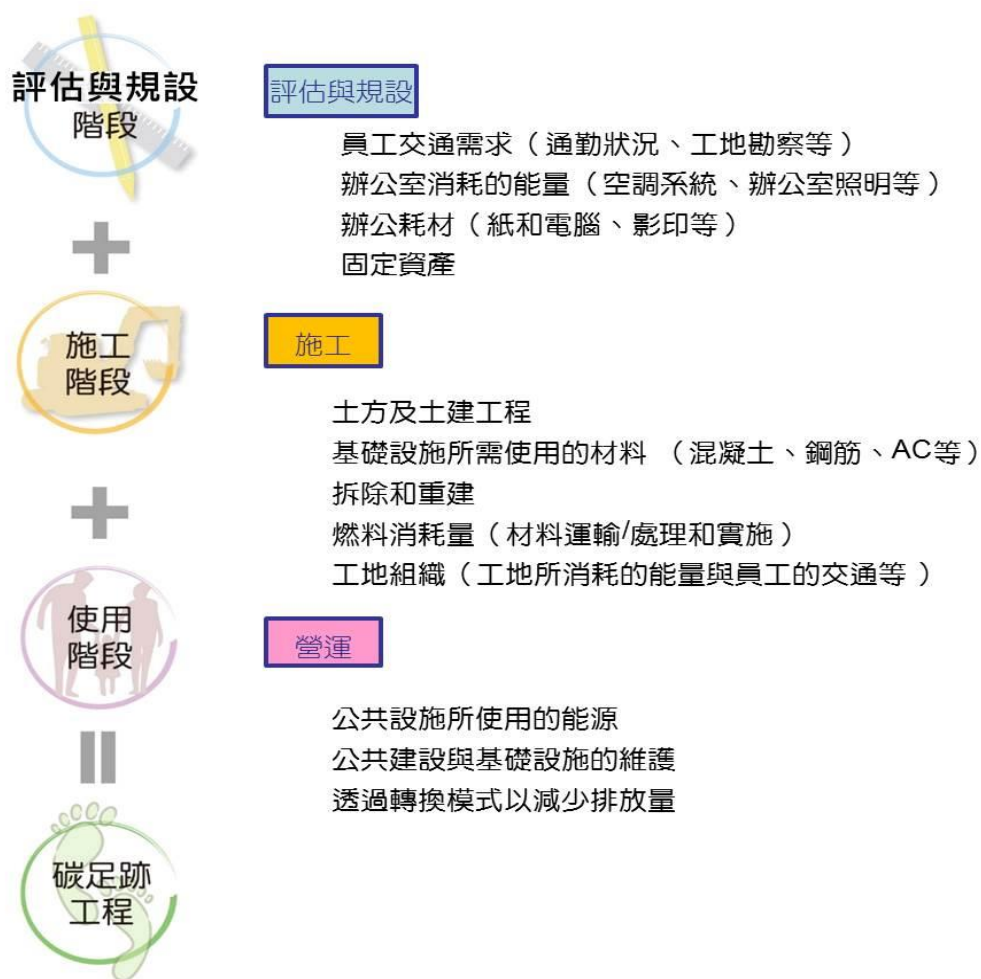 評估與規設
階段
評估與規設
員工交通需求（通勤狀況、工地勘察等）
辦公室消耗的能量（空調系統、辦公室照明等）
辦公耗材（紙和電腦、影印等）
固定資產
+
施工
階段
施工
土方及土建工程
基礎設施所需使用的材料 （混凝土、鋼筋、AC等）
拆除和重建
燃料消耗量（材料運輸/處理和實施）
工地組織（工地所消耗的能量與員工的交通等 ）
+
使用
階段
營運
公共設施所使用的能源
公共建設與基礎設施的維護
透過轉換模式以減少排放量
=
碳足跡
工程